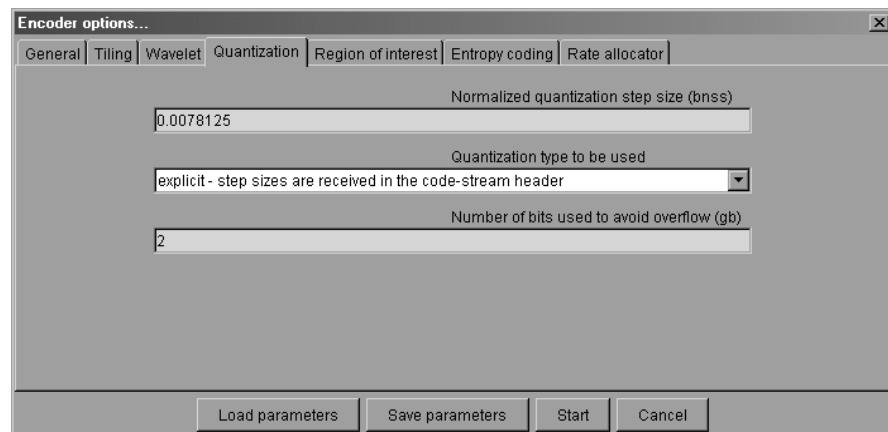 Encoder options...
General Tiling Wavelet Quantization Region of interest Entropy coding Rate allocator
Normalized quantization step size (bnss)
0.0078125
Quantization type to be used
explicit - step sizes are received in the code-stream header
Number of bits used to avoid overflow (gb)
2
Load parameters Save parameters Start Cancel